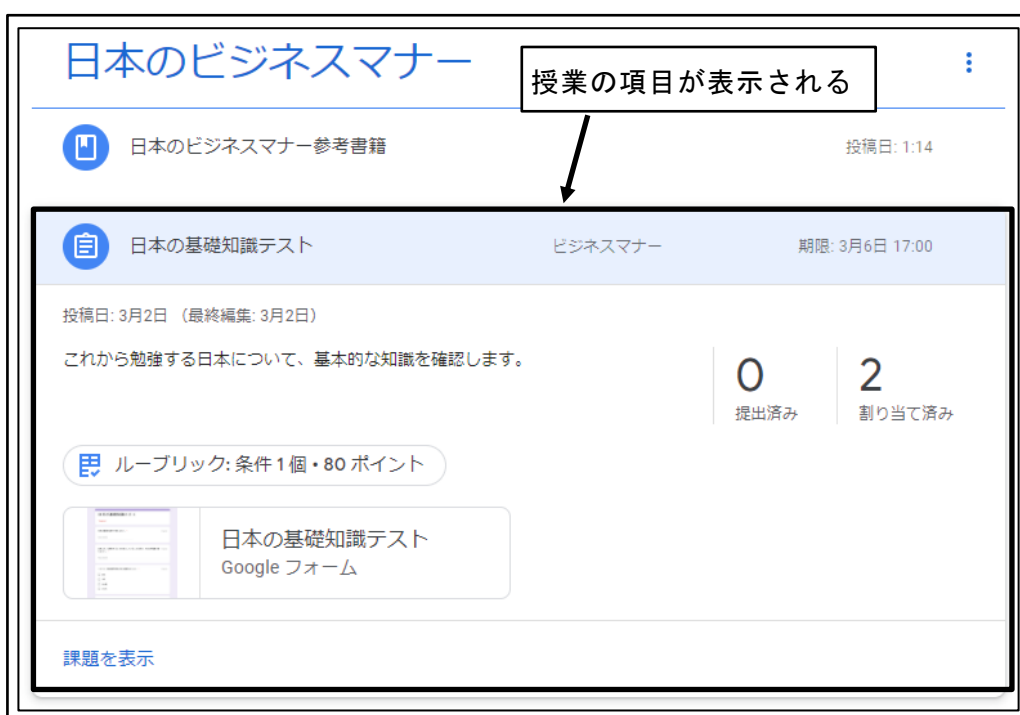 日本のビジネスマナー
授業の項目が表示される
日本のビジネスマナー参考書籍
投稿日: 1:14
日本の基礎知識テスト
ビジネスマナー
期限: 3月6日 17:00
投稿日: 3月2日 （最終編集: 3月2日）
これから勉強する日本について、基本的な知識を確認します。
0
提出済み
2
割り当て済み
ルーブリック: 条件 1 個 • 80 ポイント
日本の基礎知識テスト
Google フォーム
課題を表示